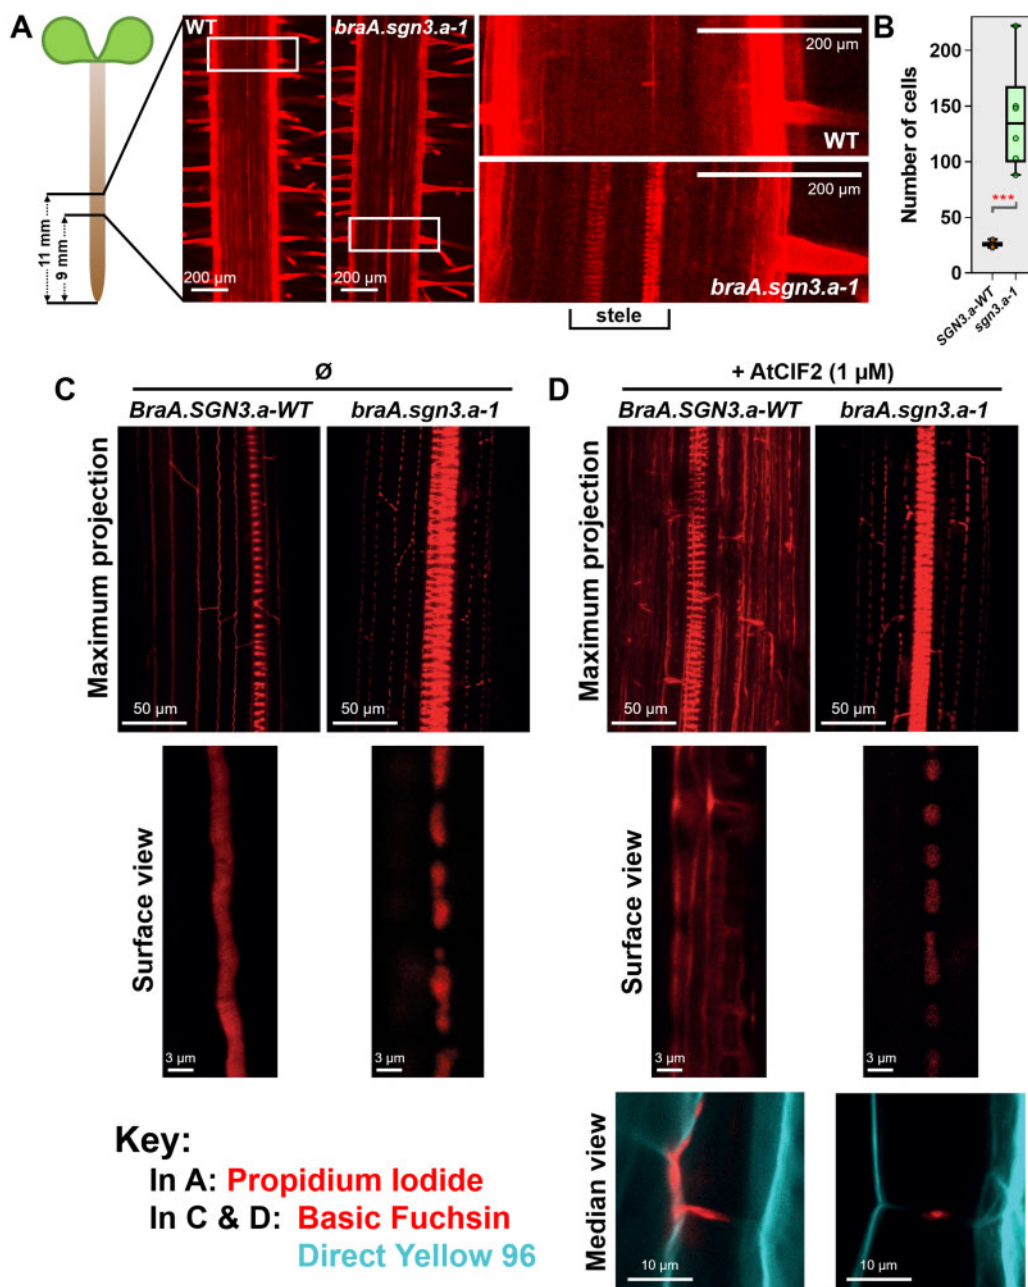 A
WT
braA.sgn3.a-1
200 µm
WT
200 µm
braA.sgn3.a-1
11 mm
9 mm
200 µm
200 µm
stele
B
Number of cells
200
150
100
50
0
***
SGN3.a-WT
sgn3.a-1
C
Ø
BraA.SGN3.a-WT
braA.sgn3.a-1
Maximum projection
50 µm
50 µm
Surface view
3 µm
3 µm
D
+ AtCIF2 (1 µM)
BraA.SGN3.a-WT
braA.sgn3.a-1
Maximum projection
50 µm
50 µm
Surface view
3 µm
3 µm
Median view
10 µm
10 µm
Key:
In A: Propidium Iodide
In C & D: Basic Fuchsin
Direct Yellow 96